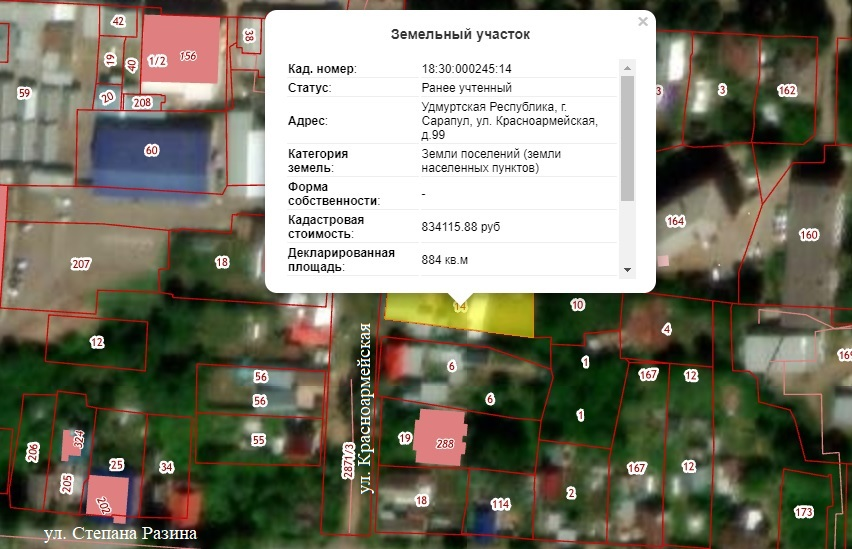 ×
Земельный участок
Кад. номер: 18:30:000245:14
Статус: Ранее учтенный
Адрес: Удмуртская Республика, г.
Сарапул, ул. Красноармейская,
д.99
Категория
земель: Земли поселений (земли
населенных пунктов)
Форма
собственности: -
Кадастровая
стоимость: 834115.88 руб
Декларированная
площадь: 884 кв.м
42
38
19
40
1/2
156
59
20
208
60
3
3
162
207
18
164
160
14
10
12
4
1
6
6
1
167
12
56
56
55
ул. Красноармейская
2871/3
19
288
206
324
205
25
34
202
18
114
2
167
12
173
ул. Степана Разина